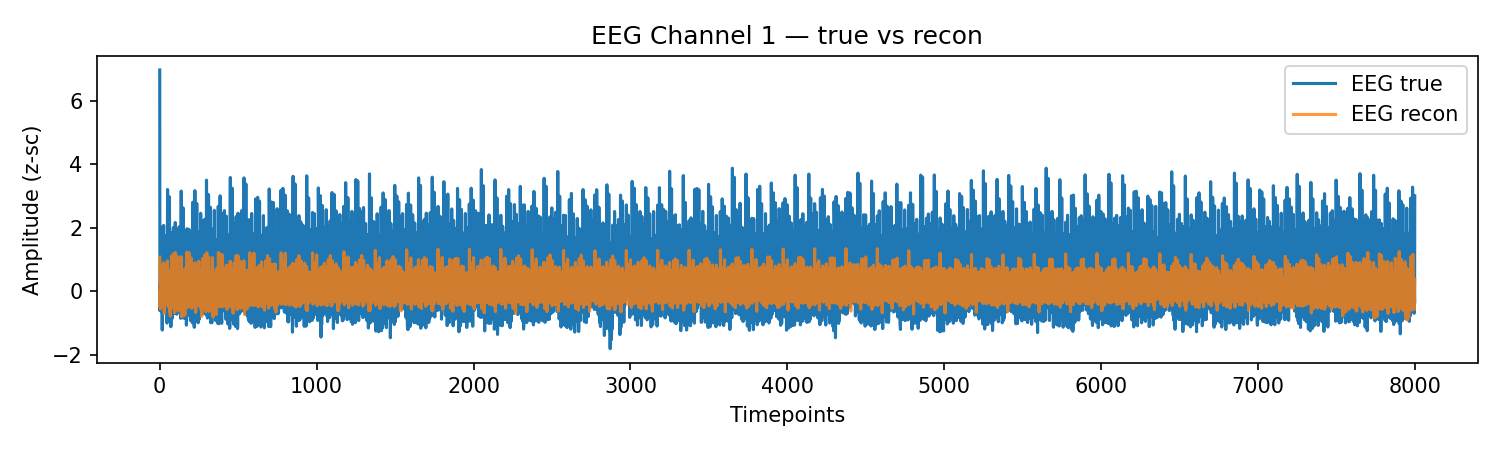 EEG Channel 1 — true vs recon
EEG true
EEG recon
Amplitude (z-sc)
6
4
2
0
−2
0 1000 2000 3000 4000 5000 6000 7000 8000
Timepoints